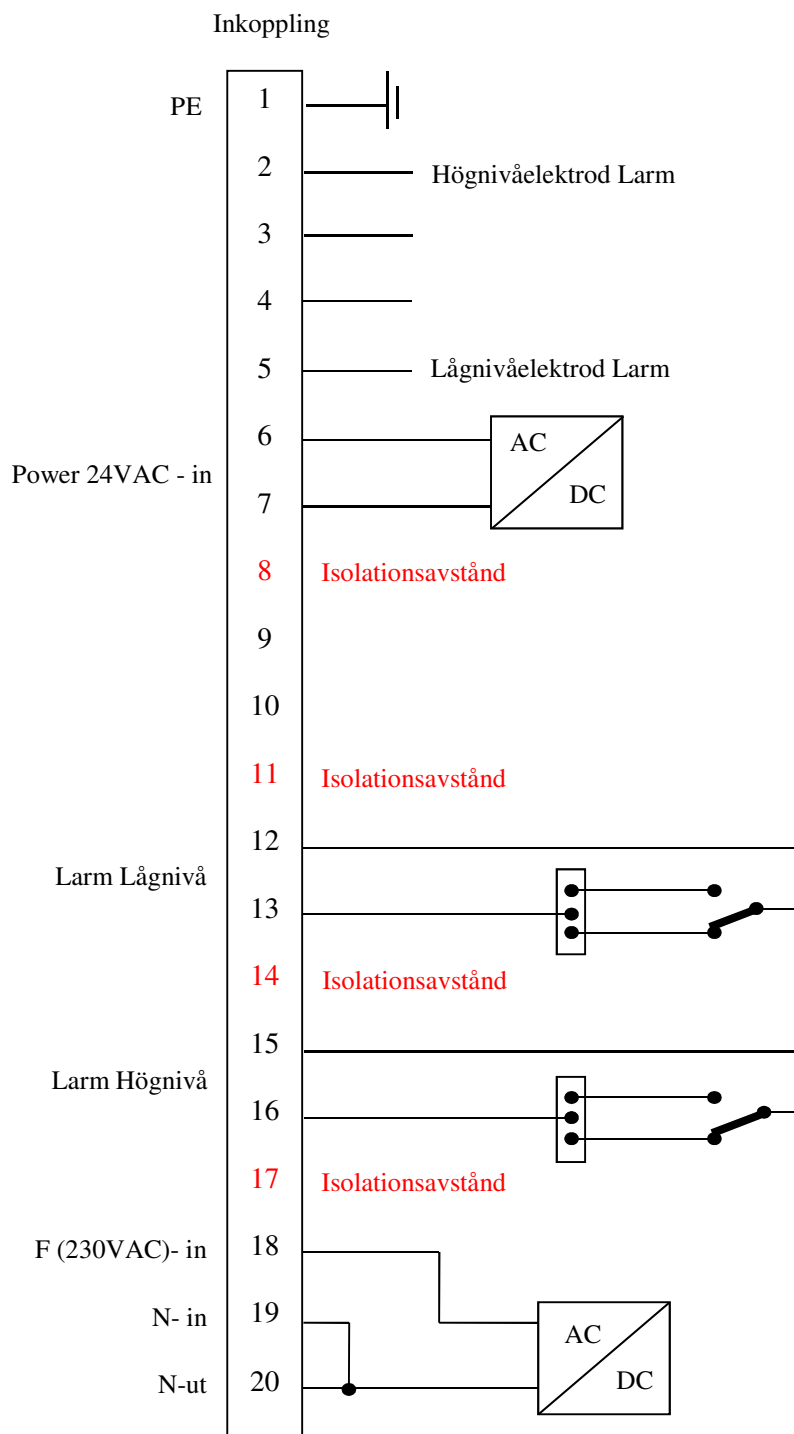 Inkoppling
PE 1
2 Högnivåelektrod Larm
3
4
5 Lågnivåelektrod Larm
6 AC
Power 24VAC - in
7 DC
8 Isolationsavstånd
9
10
11 Isolationsavstånd
12
Larm Lågnivå
13
14 Isolationsavstånd
15
Larm Högnivå
16
17 Isolationsavstånd
F (230VAC)- in 18
N- in 19
AC
N-ut 20 DC